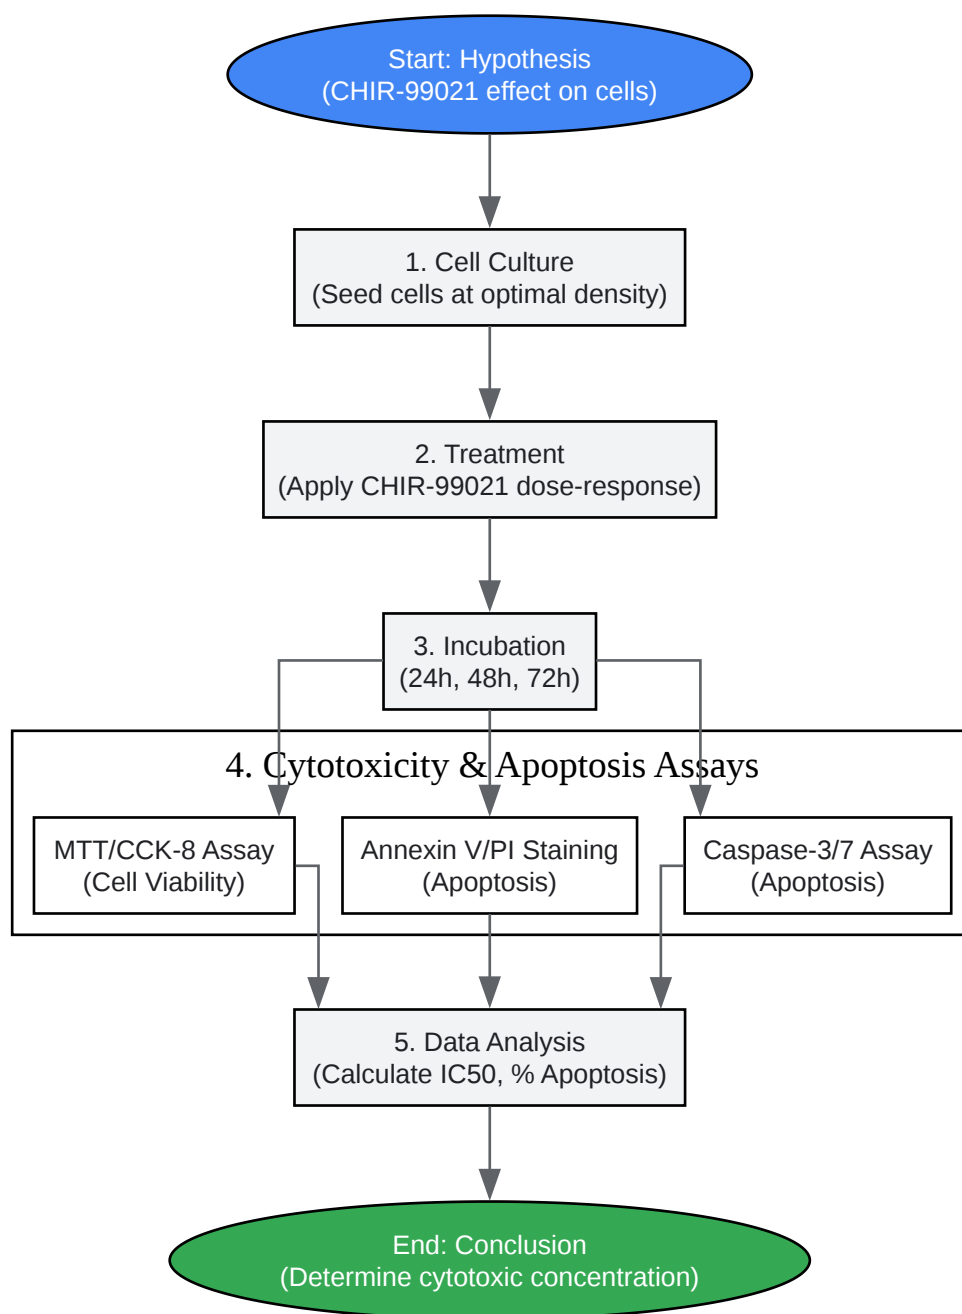 Start: Hypothesis
(CHIR-99021 effect on cells)
1. Cell Culture
(Seed cells at optimal density)
2. Treatment
(Apply CHIR-99021 dose-response)
3. Incubation
(24h, 48h, 72h)
4. Cytotoxicity & Apoptosis Assays
MTT/CCK-8 Assay
(Cell Viability)
Annexin V/PI Staining
(Apoptosis)
Caspase-3/7 Assay
(Apoptosis)
5. Data Analysis
(Calculate IC50, % Apoptosis)
End: Conclusion
(Determine cytotoxic concentration)